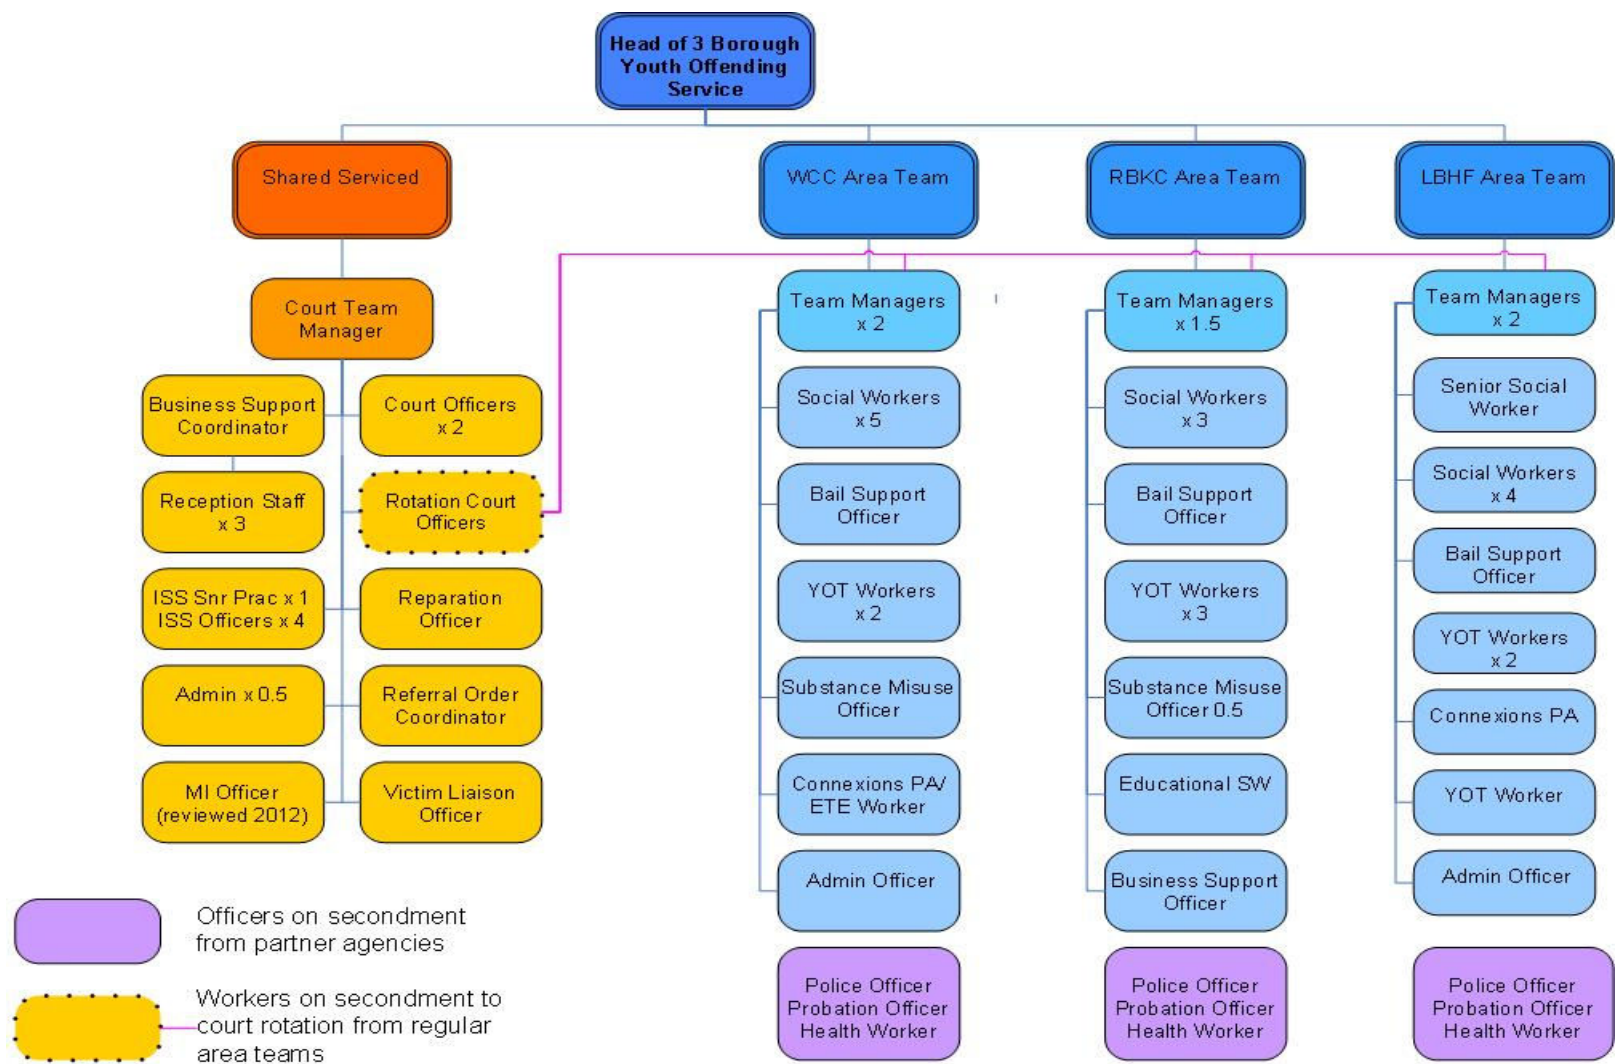 Head of 3 Borough
Youth Offending
Service
Shared Serviced
WCC Area Team
RBKC Area Team
LBHF Area Team
Court Team
Manager
Business Support
Coordinator
Court Officers
x 2
Reception Staff
x 3
Rotation Court
Officers
ISS Snr Prac x 1
ISS Officers x 4
Reparation
Officer
Admin x 0.5
Referral Order
Coordinator
MI Officer
(reviewed 2012)
Victim Liaison
Officer
Team Managers
x 2
Social Workers
x 5
Bail Support
Officer
YOT Workers
x 2
Substance Misuse
Officer
Connexions PA/
ETE Worker
Admin Officer
Police Officer
Probation Officer
Health Worker
Team Managers
x 1.5
Social Workers
x 3
Bail Support
Officer
YOT Workers
x 3
Substance Misuse
Officer 0.5
Educational SW
Business Support
Officer
Police Officer
Probation Officer
Health Worker
Team Managers
x 2
Senior Social
Worker
Social Workers
x 4
Bail Support
Officer
YOT Workers
x 2
Connexions PA
YOT Worker
Admin Officer
Police Officer
Probation Officer
Health Worker
Officers on secondment
from partner agencies
Workers on secondment to
court rotation from regular
area teams